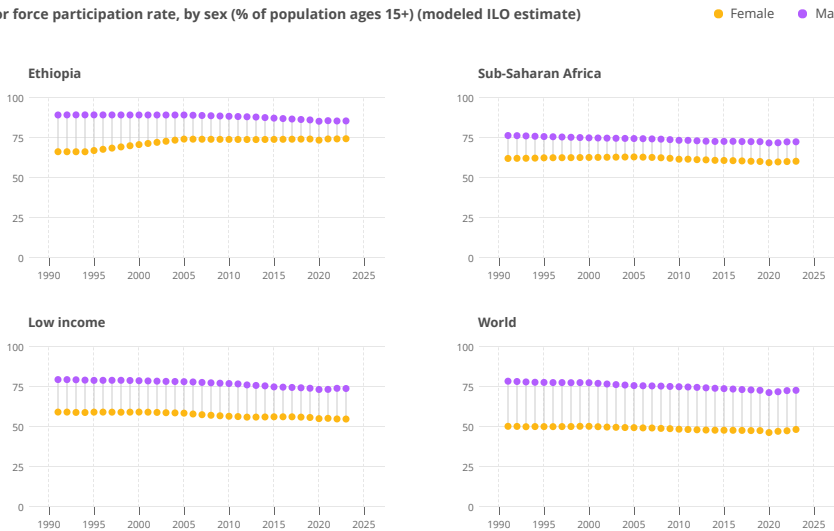 or force participation rate, by sex (% of population ages 15+) (modeled ILO estimate)
Female Ma
Ethiopia
100
75
50
25
0
1990 1995 2000 2005 2010 2015 2020 2025
Sub-Saharan Africa
100
75
50
25
0
1990 1995 2000 2005 2010 2015 2020 2025
Low income
100
75
50
25
0
1990 1995 2000 2005 2010 2015 2020 2025
World
100
75
50
25
0
1990 1995 2000 2005 2010 2015 2020 2025